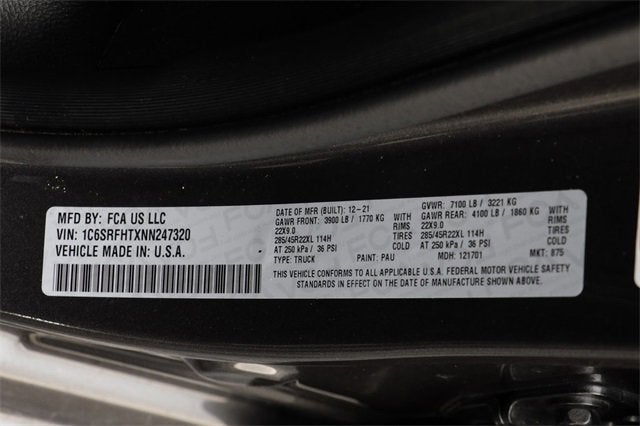 MFD BY: FCA US LLC
VIN: 1C6SRFHTXNN247320
VEHICLE MADE IN: U.S.A.
DATE OF MFR (BUILT): 12-21 GVWR: 7100 LB / 3221 KG
GAWR FRONT: 3900 LB / 1770 KG WITH GAWR REAR: 4100 LB / 1860 KG WITH
22X9.0 RIMS 22X9.0 RIMS
285/45R22XL 114H TIRES 285/45R22XL 114H TIRES
AT 250 kPa / 36 PSI COLD AT 250 kPa / 36 PSI COLD
TYPE: TRUCK PAINT: PAU MDH: 121701 MKT: 875
THIS VEHICLE CONFORMS TO ALL APPLICABLE U.S.A. FEDERAL MOTOR VEHICLE SAFETY
STANDARDS IN EFFECT ON THE DATE OF MANUFACTURE SHOWN ABOVE.